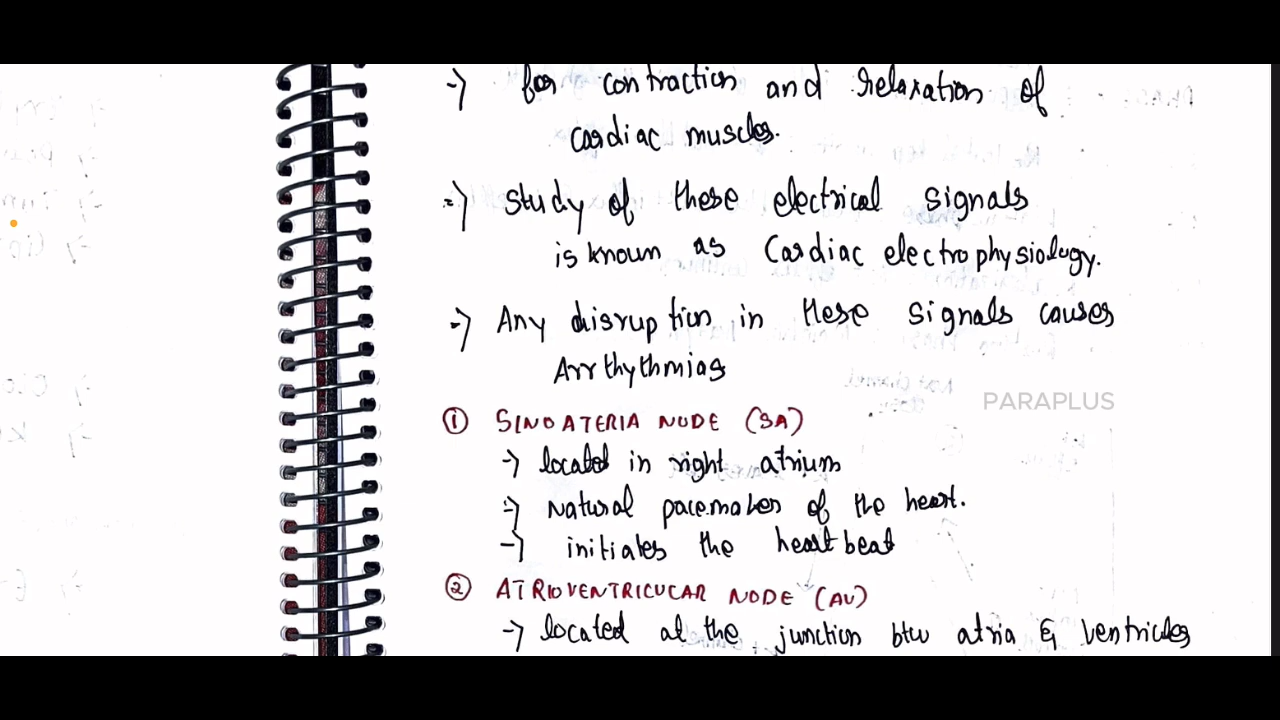 -> for contraction and relaxation of
cardiac muscles.
-> Study of these electrical signals
is known as Cardiac electrophysiology.
-> Any disruption in these signals causes
Arrhythmias
PARAPLUS
① SINOATERIA NODE (SA)
-> located in right atrium
-> Natural pacemaker of the heart.
-> initiates the heart beat
② ATRIOVENTRICULAR NODE (AV)
-> located at the junction btw atria & ventricles